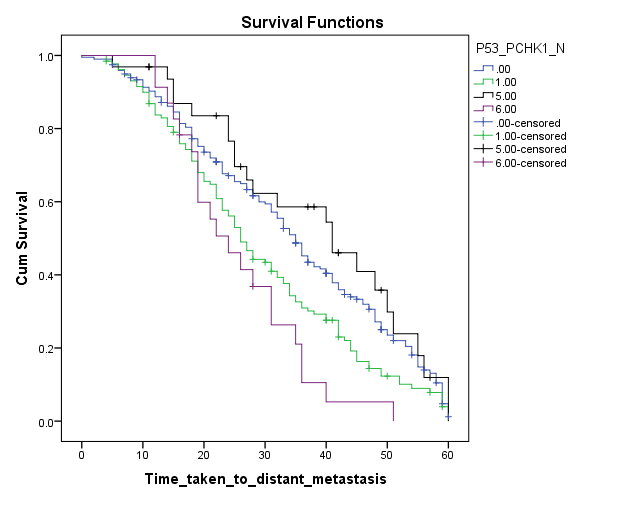 Survival Functions
P53_PCHK1_N
.00
1.00
5.00
6.00
.00-censored
1.00-censored
5.00-censored
6.00-censored
Cum Survival
1.0
0.8
0.6
0.4
0.2
0.0
0 10 20 30 40 50 60
Time_taken_to_distant_metastasis